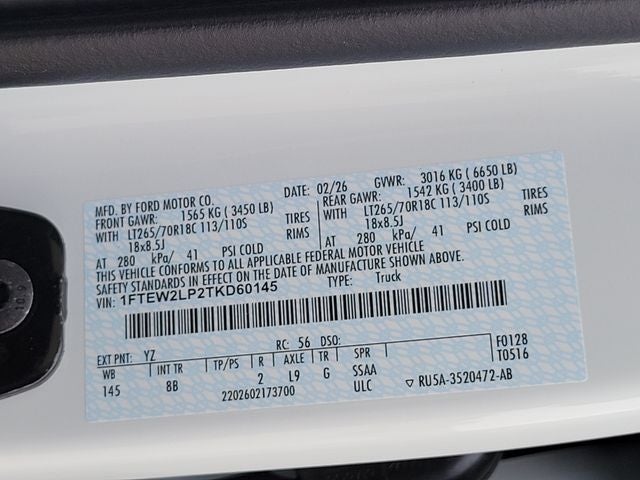 MFD. BY FORD MOTOR CO. DATE: 02/26 GVWR: 3016 KG ( 6650 LB)
FRONT GAWR: 1565 KG ( 3450 LB) REAR GAWR: 1542 KG ( 3400 LB)
WITH LT265/70R18C 113/110S TIRES WITH LT265/70R18C 113/110S TIRES
18x8.5J RIMS 18x8.5J RIMS
AT 280 kPa/ 41 PSI COLD AT 280 kPa/ 41 PSI COLD
THIS VEHICLE CONFORMS TO ALL APPLICABLE FEDERAL MOTOR VEHICLE
SAFETY STANDARDS IN EFFECT ON THE DATE OF MANUFACTURE SHOWN ABOVE.
VIN: 1FTEW2LP2TKD60145 TYPE: Truck
EXT PNT: YZ RC: 56 DSO: F0128
WB INT TR TP/PS R AXLE TR SPR T0516
145 8B 2 L9 G SSAA
2202602173700 ULC ▽ RU5A-3520472-AB
10.9